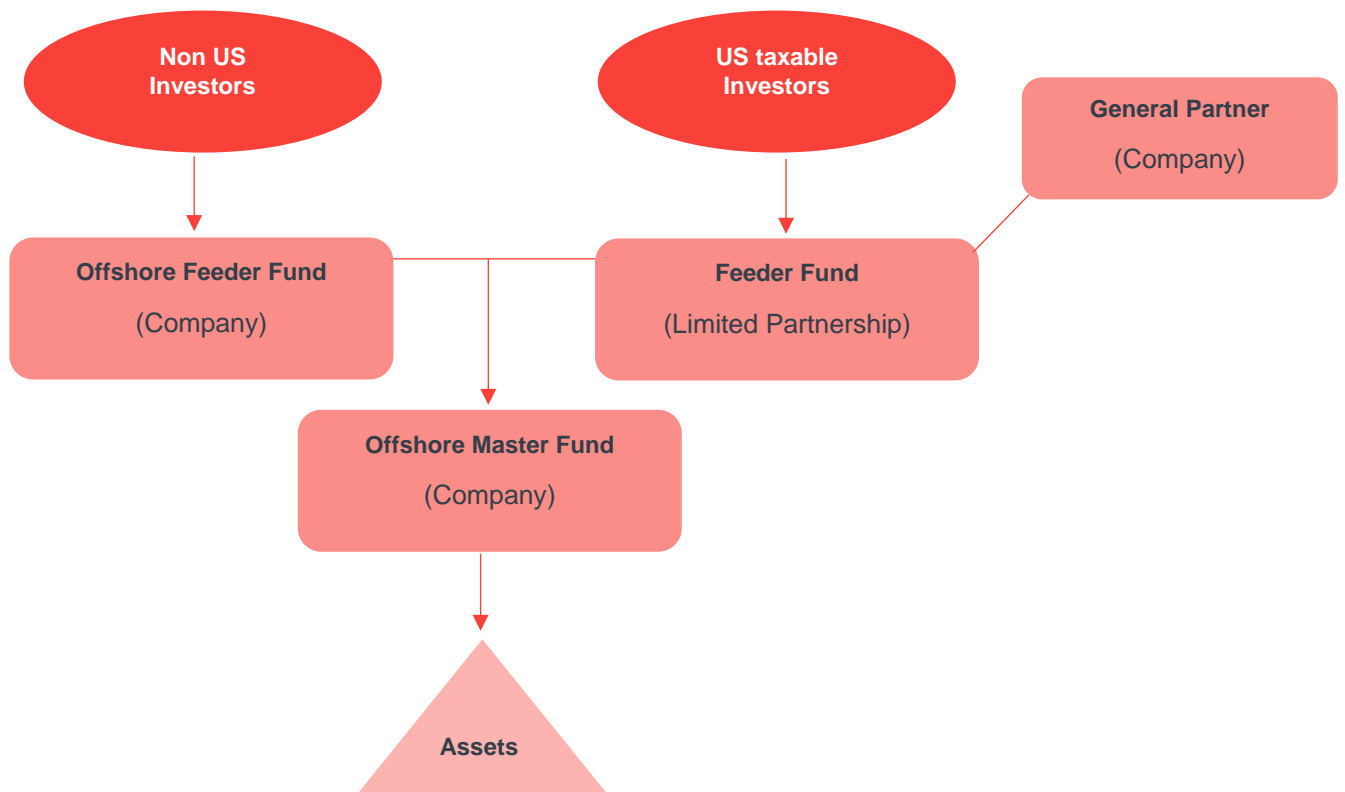 Non US
Investors
US taxable
Investors
General Partner
(Company)
Offshore Feeder Fund
(Company)
Feeder Fund
(Limited Partnership)
Offshore Master Fund
(Company)
Assets